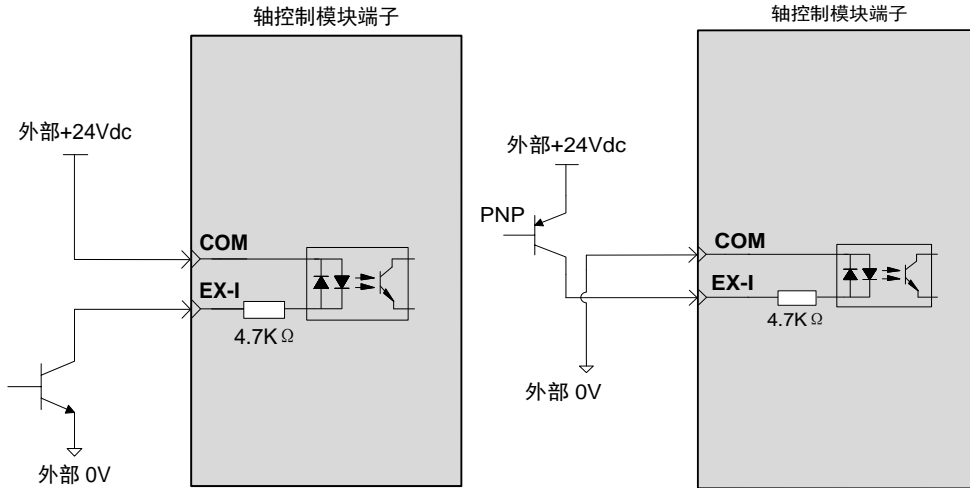 轴控制模块端子
外部+24Vdc
COM
EX-I
4.7KΩ
外部 0V
轴控制模块端子
外部+24Vdc
PNP
COM
EX-I
4.7KΩ
外部 0V